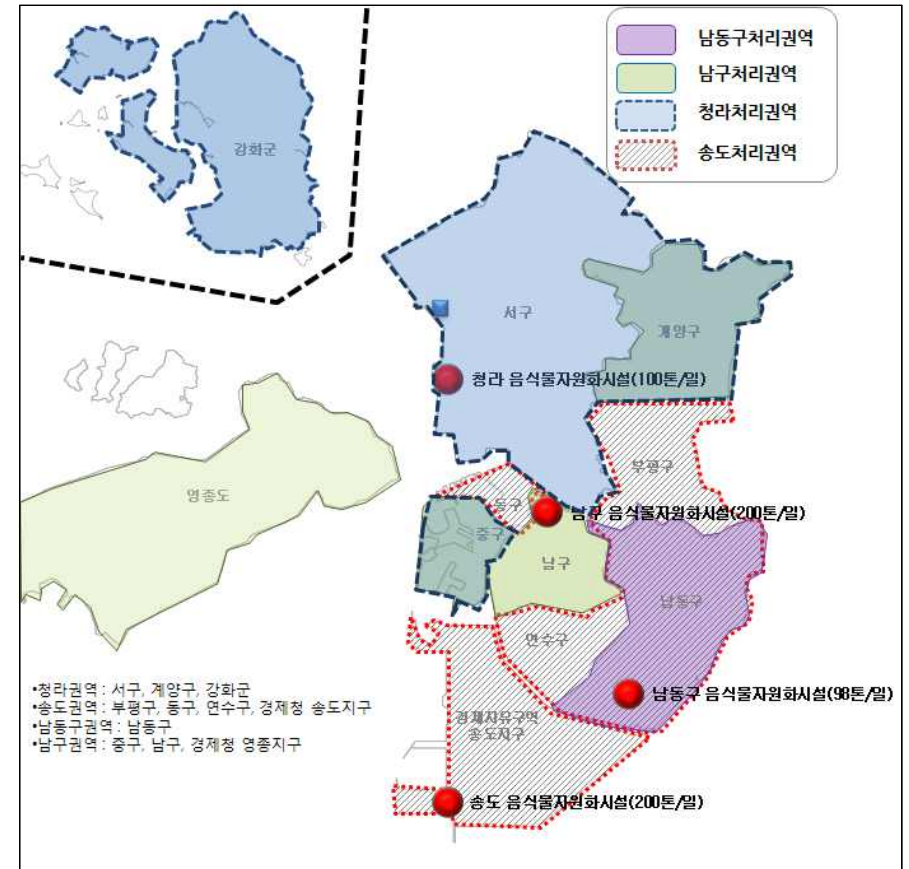 남동구처리권역
남구처리권역
청라처리권역
송도처리권역
강화군
서구
계양구
청라 음식물자원화시설(100톤/일)
부평구
영종도
동구
남구 음식물자원화시설(200톤/일)
중구
남구
남동구
연수구
•청라권역 : 서구, 계양구, 강화군
•송도권역 : 부평구, 동구, 연수구, 경제청 송도지구
•남동구권역 : 남동구
•남구권역 : 중구, 남구, 경제청 영종지구
남동구 음식물자원화시설(98톤/일)
경제자유구역
송도지구
송도 음식물자원화시설(200톤/일)